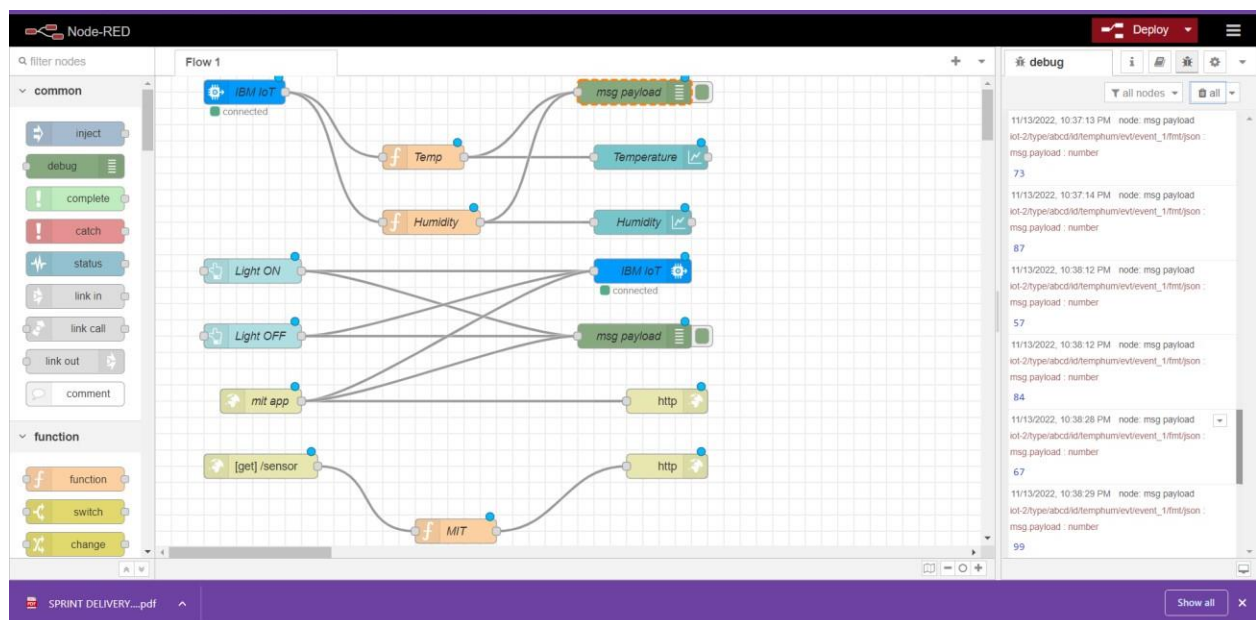 Node-RED
Deploy
filter nodes
Flow 1
debug
i
all nodes
all
common
inject
debug
complete
catch
status
link in
link call
link out
comment
function
function
switch
change
IBM IoT
connected
msg payload
Temp
Temperature
Humidity
Humidity
Light ON
IBM IoT
connected
Light OFF
msg payload
mit app
http
[get] /sensor
http
MIT
11/13/2022, 10:37:13 PM node: msg payload
iot-2/type/abcd/id/temphum/evt/event_1/fmt/json :
msg.payload : number
73
11/13/2022, 10:37:14 PM node: msg payload
iot-2/type/abcd/id/temphum/evt/event_1/fmt/json :
msg.payload : number
87
11/13/2022, 10:38:12 PM node: msg payload
iot-2/type/abcd/id/temphum/evt/event_1/fmt/json :
msg.payload : number
57
11/13/2022, 10:38:12 PM node: msg payload
iot-2/type/abcd/id/temphum/evt/event_1/fmt/json :
msg.payload : number
84
11/13/2022, 10:38:28 PM node: msg payload
iot-2/type/abcd/id/temphum/evt/event_1/fmt/json :
msg.payload : number
67
11/13/2022, 10:38:29 PM node: msg payload
iot-2/type/abcd/id/temphum/evt/event_1/fmt/json :
msg.payload : number
99
SPRINT DELIVERY....pdf
Show all